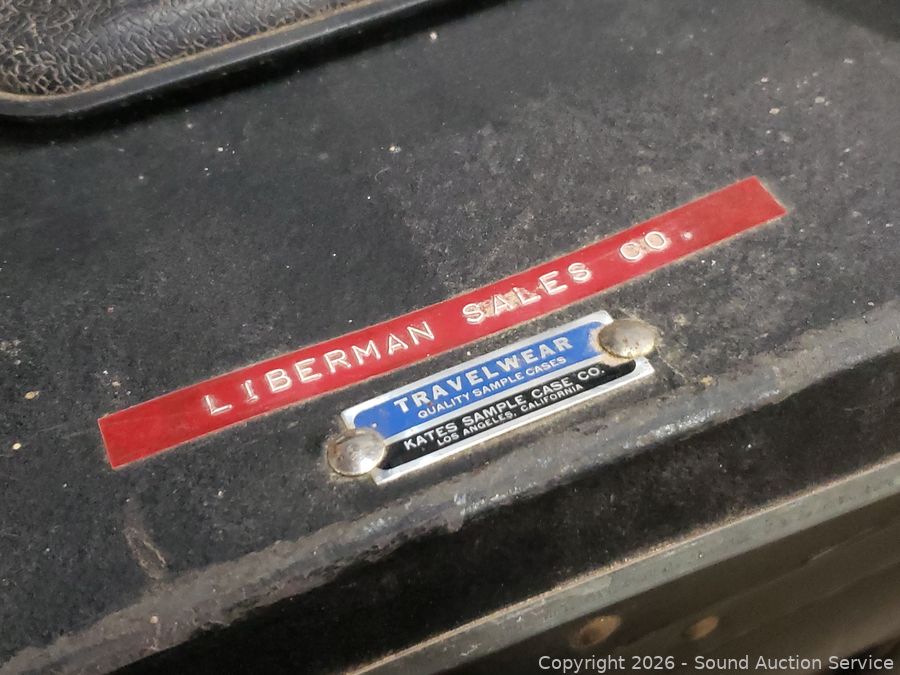 LIBERMAN SALES CO.
TRAVELWEAR
QUALITY SAMPLE CASES
KATES SAMPLE CASE CO.
LOS ANGELES, CALIFORNIA
Copyright 2026 - Sound Auction Service